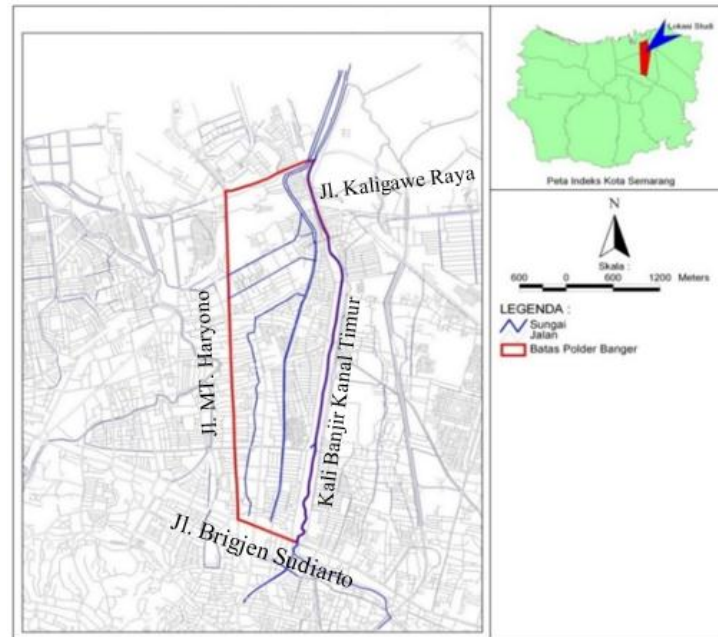 Jl. Kaligawe Raya
Jl. MT. Haryono
Kali Banjir Kanal Timur
Jl. Brigjen Sudiarto
Lokasi Studi
Peta Indeks Kota Semarang
N
Skala :
600 0 600 1200 Meters
LEGENDA :
Sungai
Jalan
Batas Polder Banger